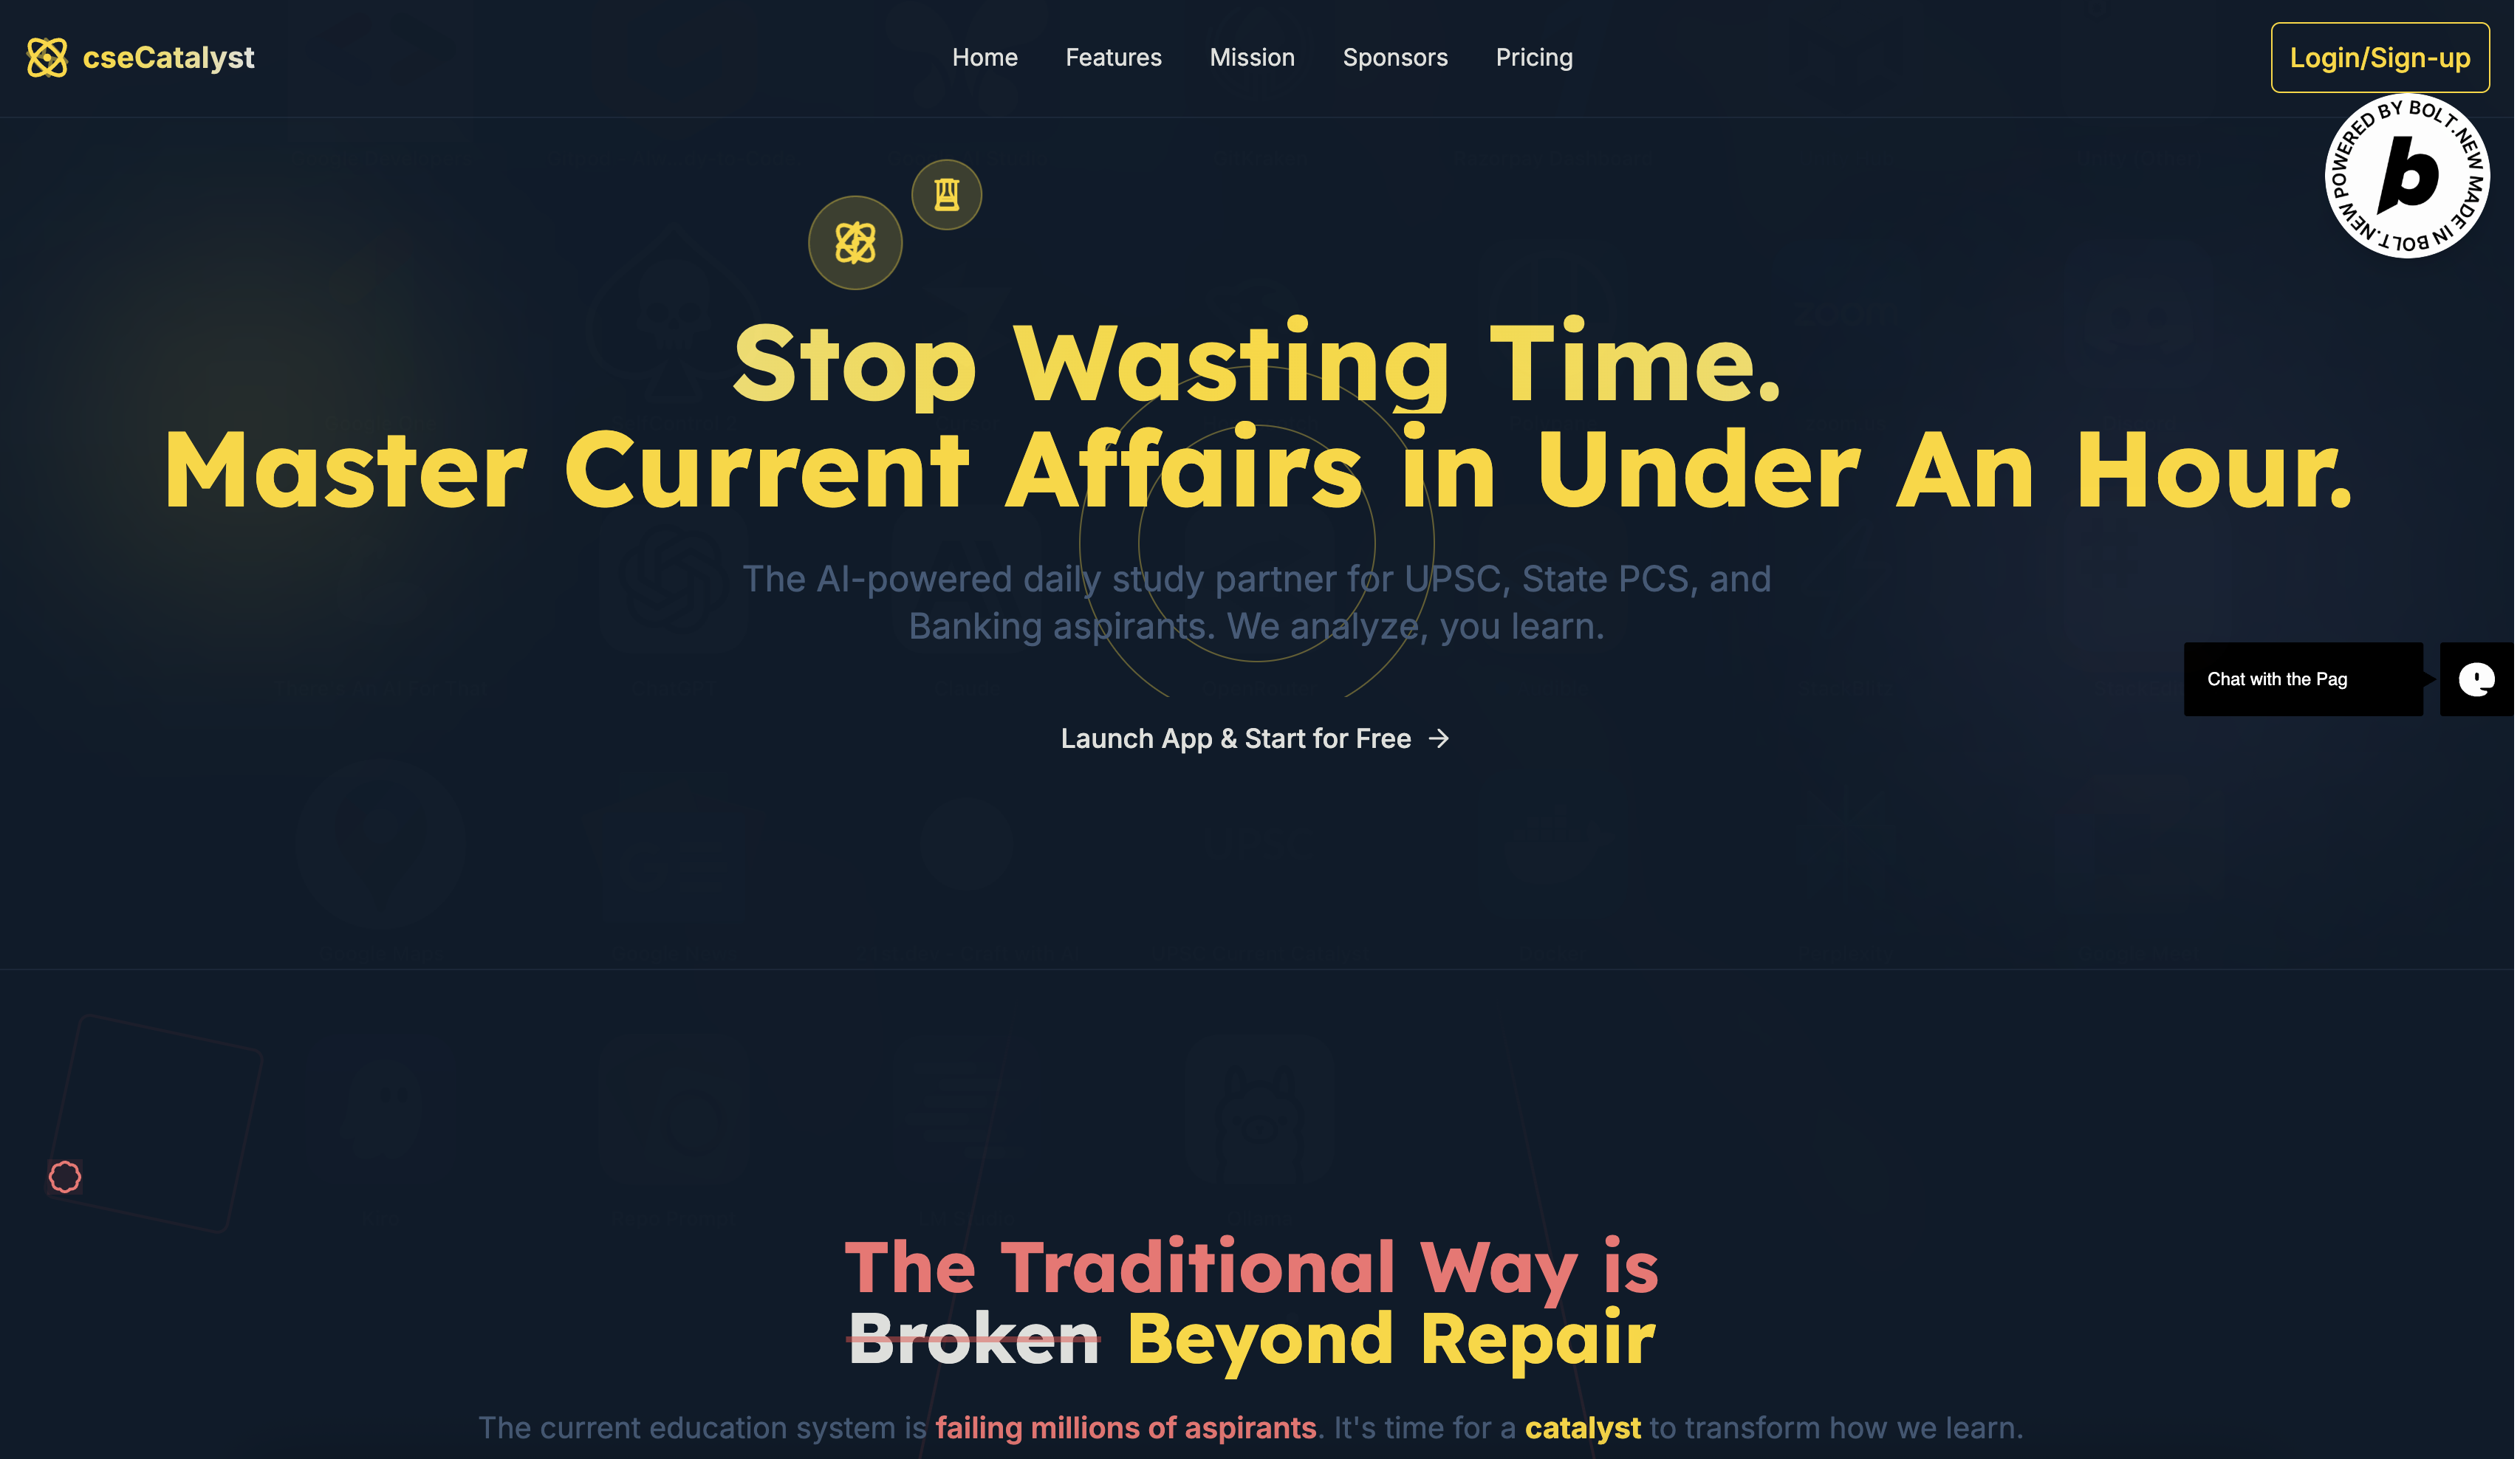 cseCatalyst
Home
Features
Mission
Sponsors
Pricing
Login/Sign-up
POWERED BY BOLT.NEW MADE IN BOLT.NEW
b
Stop Wasting Time.
Master Current Affairs in Under An Hour.
The AI-powered daily study partner for UPSC, State PCS, and
Banking aspirants. We analyze, you learn.
Chat with the Pag
Launch App & Start for Free →
The Traditional Way is
Broken Beyond Repair
The current education system is failing millions of aspirants. It's time for a catalyst to transform how we learn.